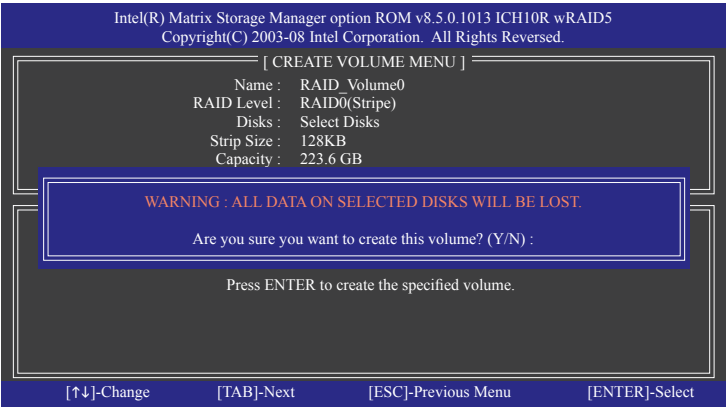 Intel(R) Matrix Storage Manager option ROM v8.5.0.1013 ICH10R wRAID5
Copyright(C) 2003-08 Intel Corporation.  All Rights Reversed.
[ CREATE VOLUME MENU ]
Name :   RAID_Volume0
RAID Level :   RAID0(Stripe)
Disks :   Select Disks
Strip Size :   128KB
Capacity :   223.6 GB
WARNING : ALL DATA ON SELECTED DISKS WILL BE LOST.
Are you sure you want to create this volume? (Y/N) :
Press ENTER to create the specified volume.
[↑↓]-Change   [TAB]-Next   [ESC]-Previous Menu   [ENTER]-Select